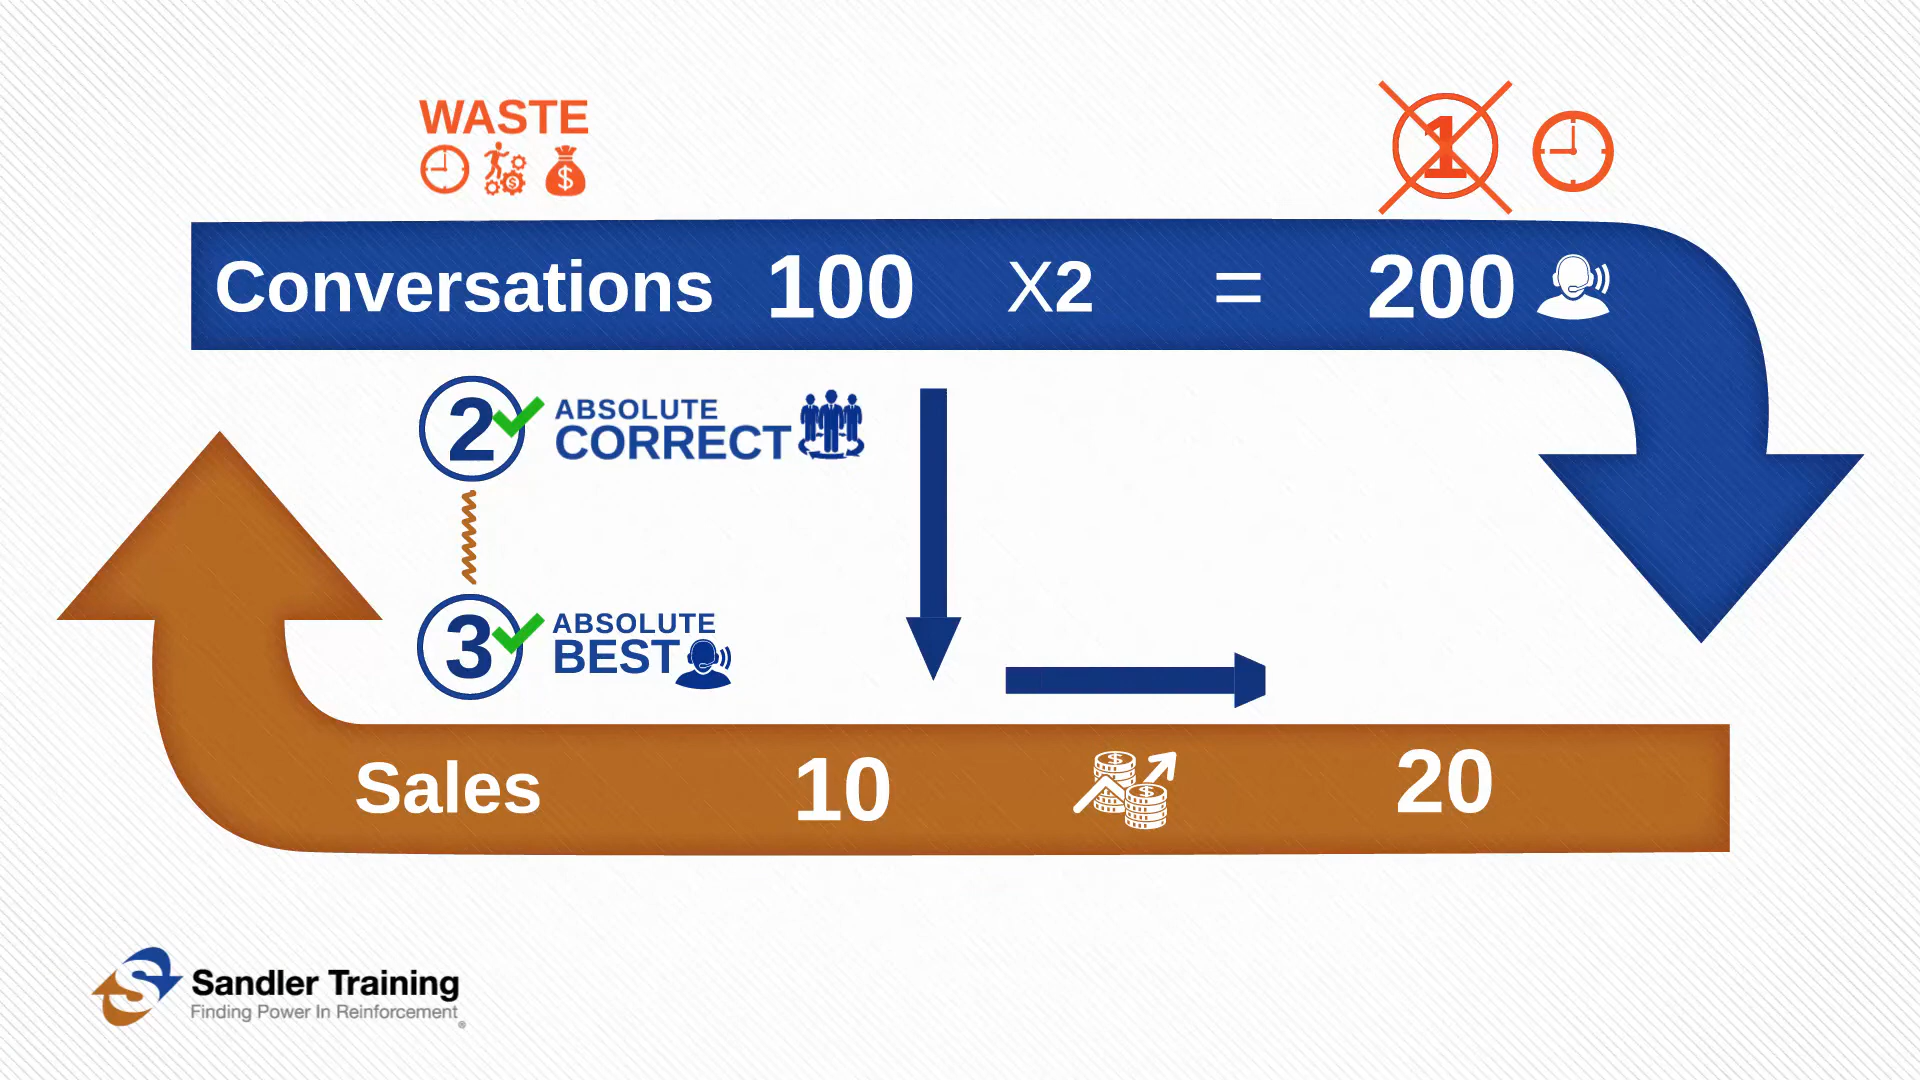 WASTE
1
Conversations 100 X2 = 200
2 ABSOLUTE
CORRECT
3 ABSOLUTE
BEST
Sales 10 20
Sandler Training
Finding Power In Reinforcement®